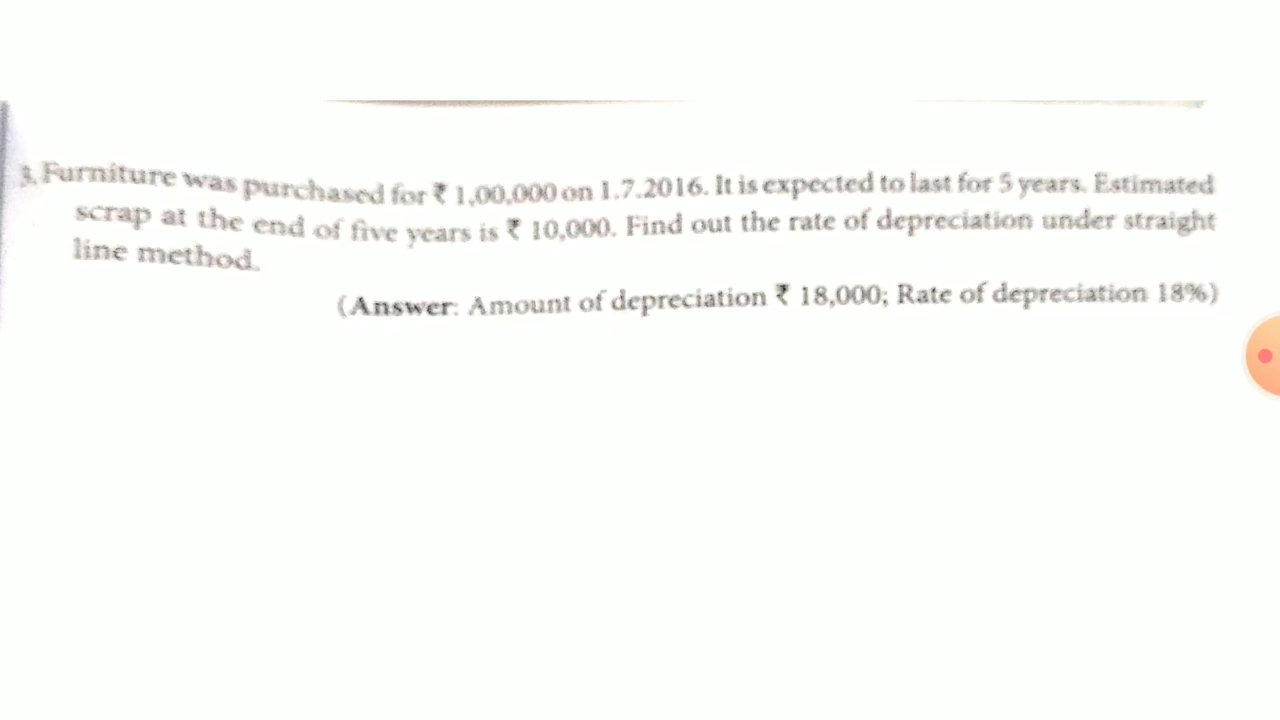 3. Furniture was purchased for ₹ 1,00,000 on 1.7.2016. It is expected to last for 5 years. Estimated
scrap at the end of five years is ₹ 10,000. Find out the rate of depreciation under straight
line method.
(Answer: Amount of depreciation ₹ 18,000; Rate of depreciation 18%)